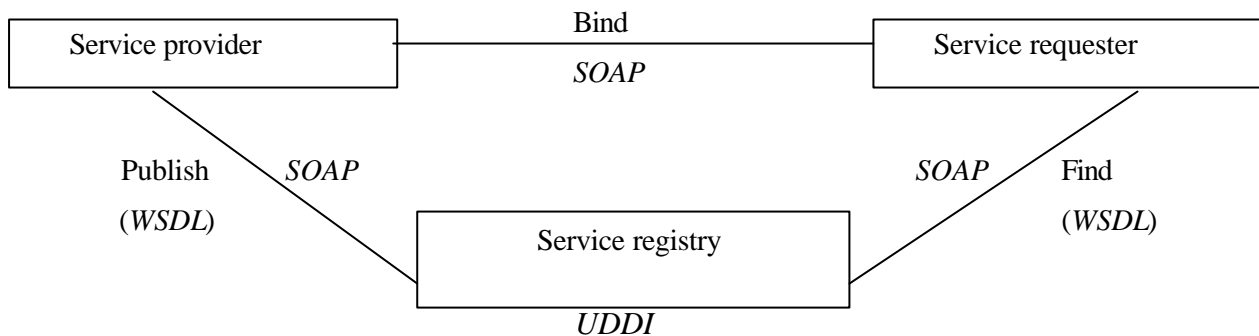 Bind
Service provider
Service requester
SOAP
Publish
SOAP
SOAP
Find
(WSDL)
(WSDL)
Service registry
UDDI